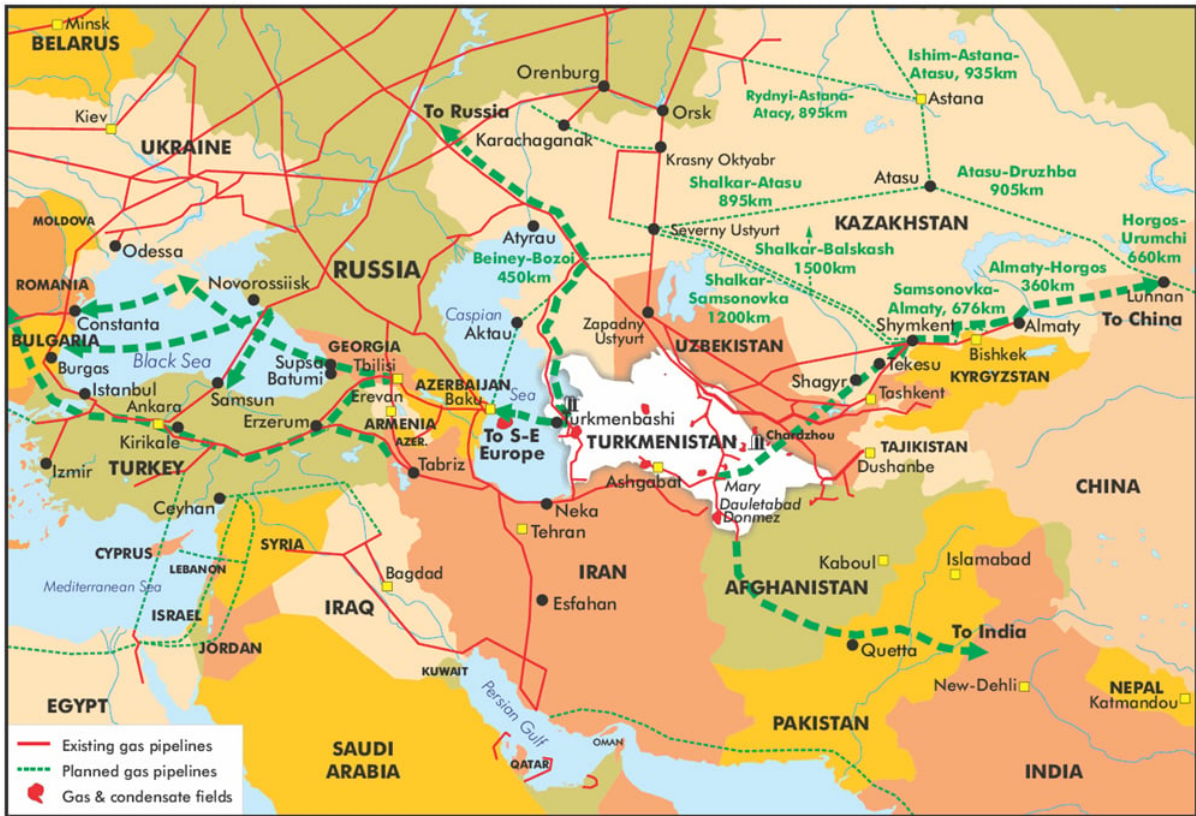 Minsk
BELARUS
Kiev
UKRAINE
MOLDOVA
Odessa
ROMANIA
Constanta
BULGARIA
Burgas
Istanbul
Black Sea
Novorossiisk
RUSSIA
To Russia
Orenburg
Karachaganak
Orsk
Krasny Oktyabr
Ishim-Astana-
Atasu, 935km
Rydnyi-Astana-
Atacy, 895km
Astana
Atasu
Atasu-Druzhba
905km
Shalkar-Atasu
895km
KAZAKHSTAN
Severny Ustyurt
Shalkar-Balskash
1500km
Horgos-
Urumchi
660km
Almaty-Horgos
360km
Shalkar-
Samsonovka
1200km
Samsonovka-
Almaty, 676km
Luhnan
To China
Atyrau
Beiney-Bozoi
450km
Caspian
Sea
Aktau
Zapadny
Ustyurt
UZBEKISTAN
Shymkent
Almaty
Bishkek
KYRGYZSTAN
Tekesu
Shagyr
Tashkent
GEORGIA
Tbilisi
Supsa
Batumi
Yerevan
ARMENIA
AZERBAIJAN
Baku
AZER.
To S-E
Europe
Turkmenbashi
TURKMENISTAN
Chardzhou
TAJIKISTAN
Dushanbe
Ashgabat
Mary
Dauletabad
Donmez
Samsun
Ankara
Kirikale
Erzerum
TURKEY
Izmir
Ceyhan
Tabriz
Neka
Tehran
CHINA
CYPRUS
SYRIA
LEBANON
Mediterranean Sea
ISRAEL
JORDAN
Bagdad
IRAQ
IRAN
Esfahan
Kaboul
AFGHANISTAN
Islamabad
To India
Quetta
New-Dehli
NEPAL
Katmandou
PAKISTAN
INDIA
EGYPT
KUWAIT
Persian Gulf
SAUDI
ARABIA
QATAR
OMAN
Existing gas pipelines
Planned gas pipelines
Gas & condensate fields